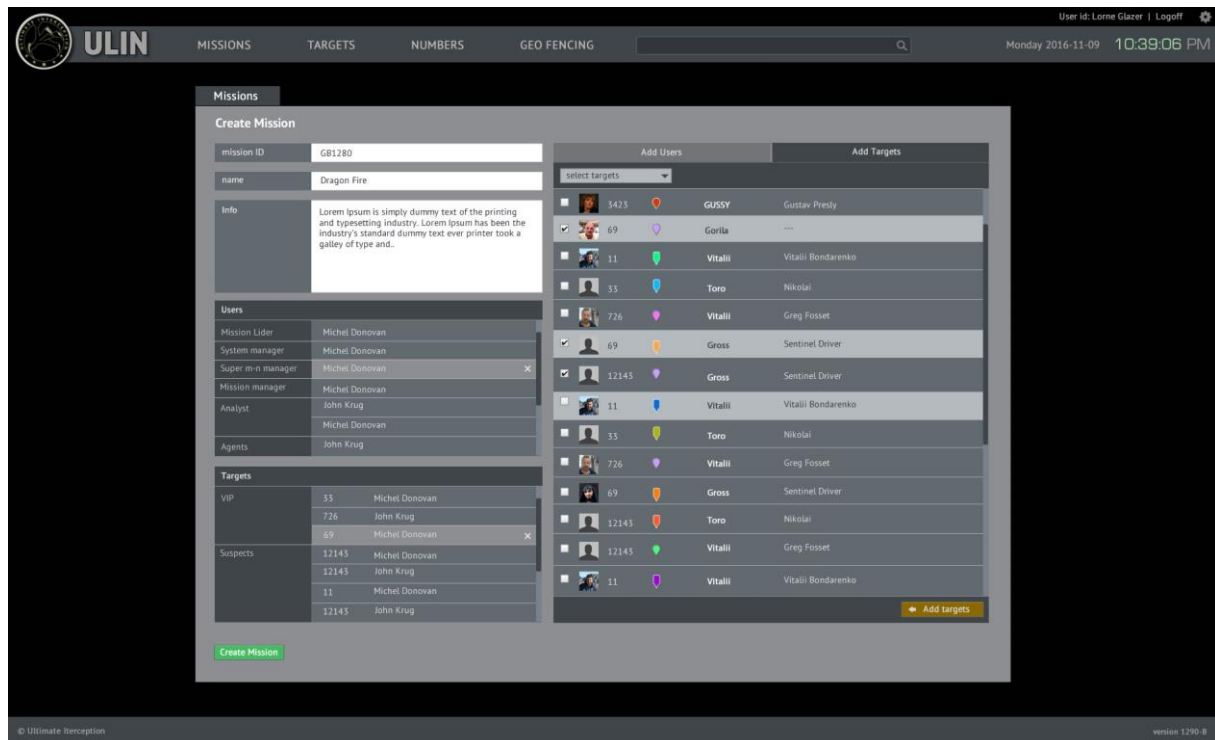 User id: Lorne Glazer | Logoff
ULIN
MISSIONS TARGETS NUMBERS GEO FENCING
Monday 2016-11-09 10:39:06 PM
Missions
Create Mission
mission ID GB1280
name Dragon Fire
Info
Lorem Ipsum is simply dummy text of the printing
and typesetting industry. Lorem Ipsum has been the
industry's standard dummy text ever printer took a
galley of type and..
Users
Mission Lider Michel Donovan
System manager Michel Donovan
Super m-n manager Michel Donovan ×
Mission manager Michel Donovan
Analyst John Krug
Michel Donovan
Agents John Krug
Targets
VIP 33 Michel Donovan
726 John Krug
69 Michel Donovan ×
Suspects 12143 Michel Donovan
12143 John Krug
11 Michel Donovan
12143 John Krug
Create Mission
Add Users Add Targets
select targets
3423 GUSSY Gustav Presly
69 Gorila ---
11 Vitalii Vitalii Bondarenko
33 Toro Nikolai
726 Vitalii Greg Fosset
69 Gross Sentinel Driver
12143 Gross Sentinel Driver
11 Vitalii Vitalii Bondarenko
33 Toro Nikolai
726 Vitalii Greg Fosset
69 Gross Sentinel Driver
12143 Toro Nikolai
12143 Vitalii Greg Fosset
11 Vitalii Vitalii Bondarenko
Add targets
© Ultimate Iterception
version 1290-B